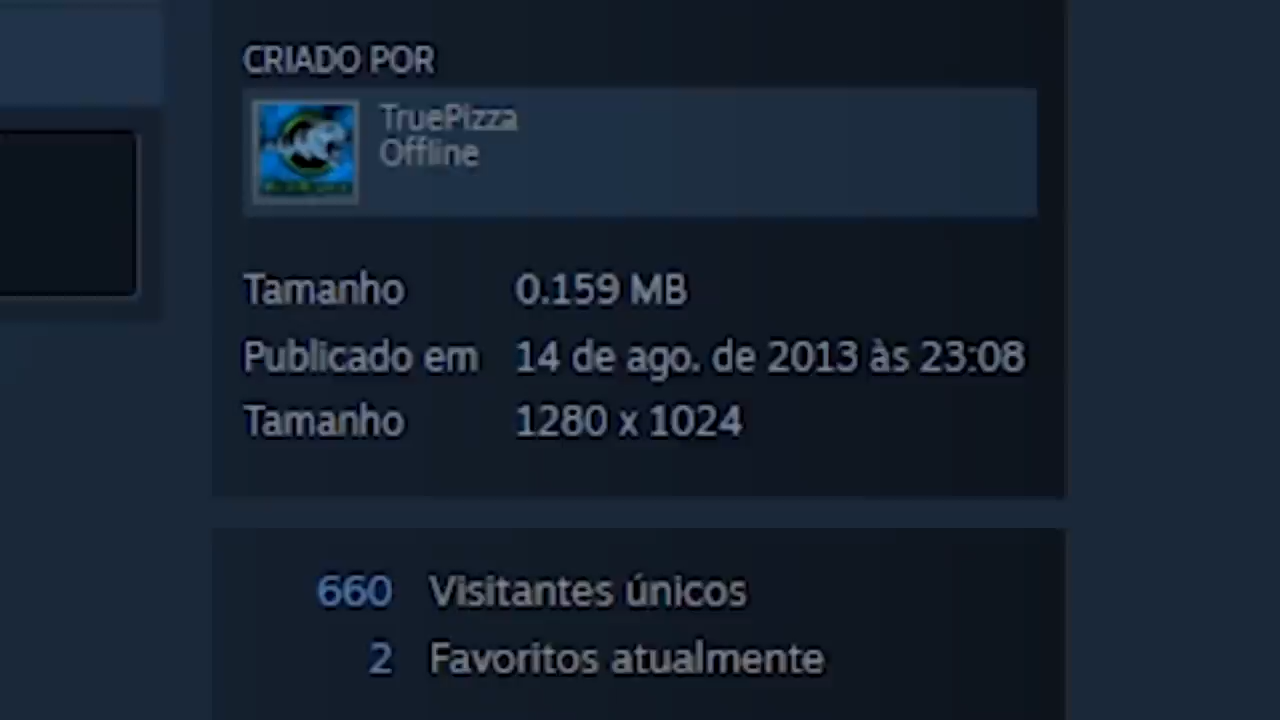 CRIADO POR
TruePizza
Offline
Tamanho 0.159 MB
Publicado em 14 de ago. de 2013 às 23:08
Tamanho 1280 x 1024
660 Visitantes únicos
2 Favoritos atualmente